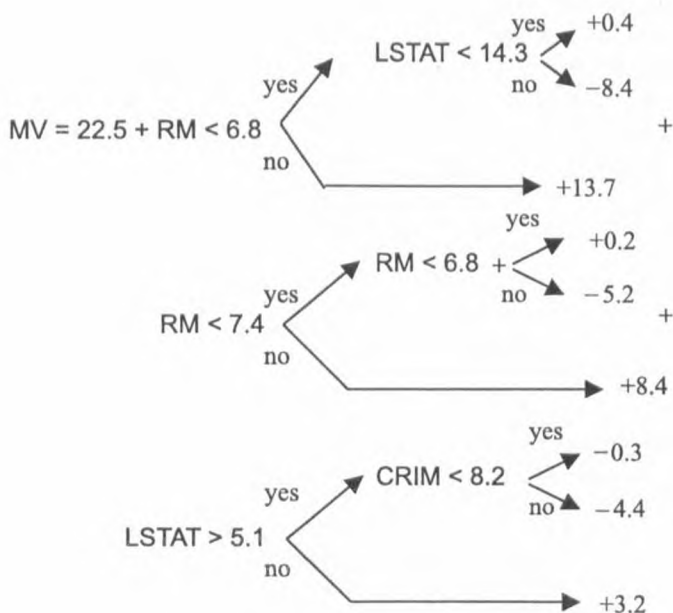 yes +0.4
LSTAT < 14.3
yes no −8.4
MV = 22.5 + RM < 6.8 +
no
+13.7
yes
+0.2
RM < 6.8 +
yes no −5.2
RM < 7.4 +
no
+8.4
yes
−0.3
CRIM < 8.2
yes no −4.4
LSTAT > 5.1
no
+3.2